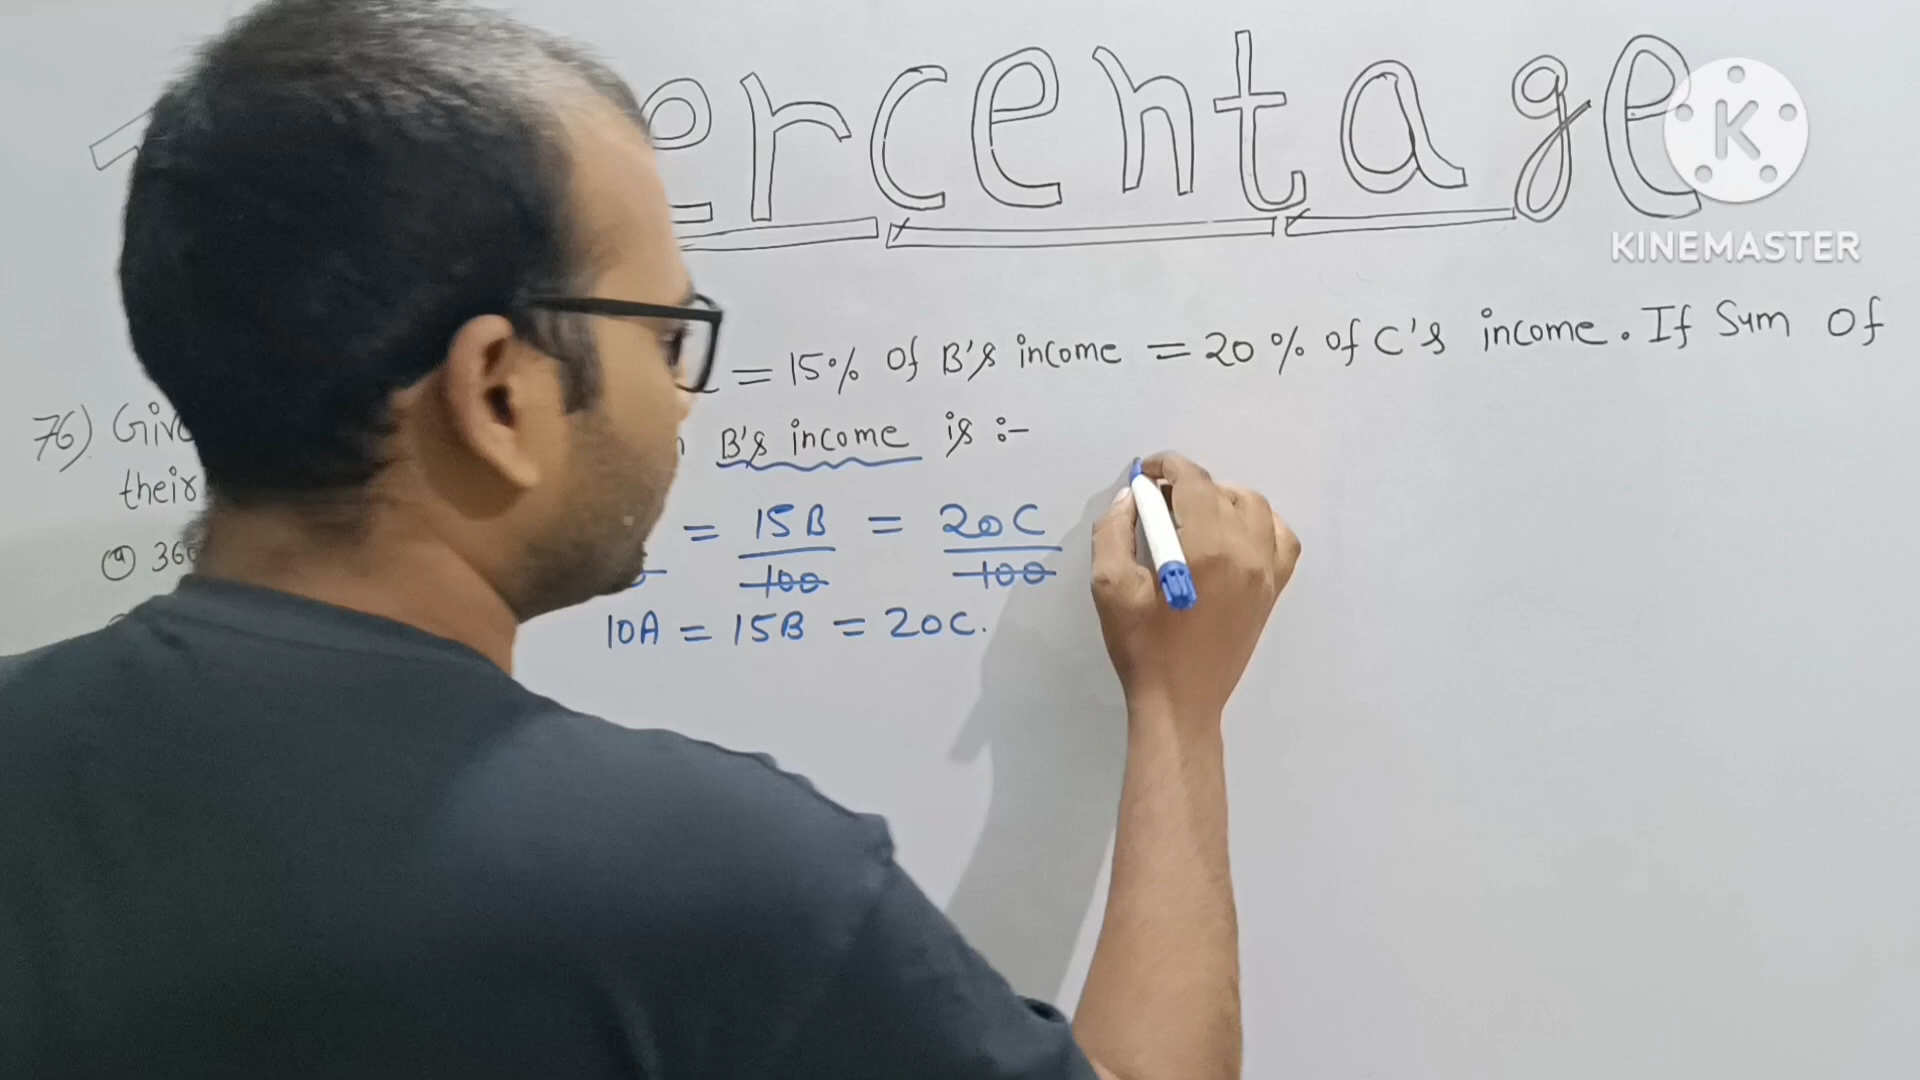 ercentage
KINEMASTER
= 15% of B's income = 20% of C's income. If Sum of
76) Giv
their B's income is :-
= 15B/100 = 20C/100
(a) 36
10A = 15B = 20C.